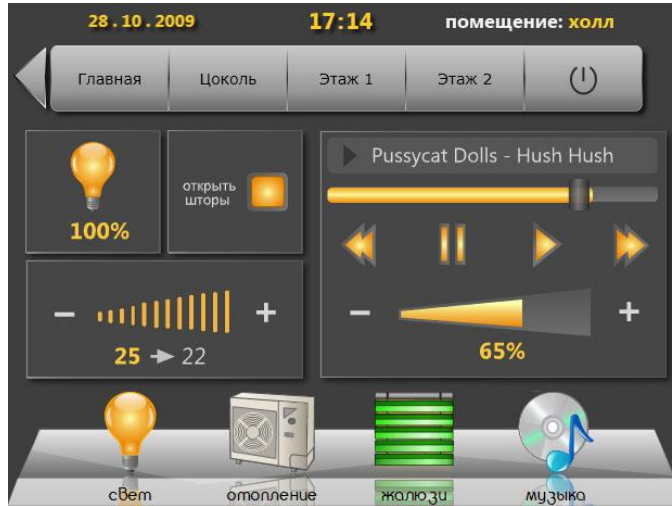 28.10.2009 17:14 помещение: холл
Главная Цоколь Этаж 1 Этаж 2
Pussycat Dolls - Hush Hush
открыть
шторы
100%
25 22
65%
свет отопление жалюзи музыка